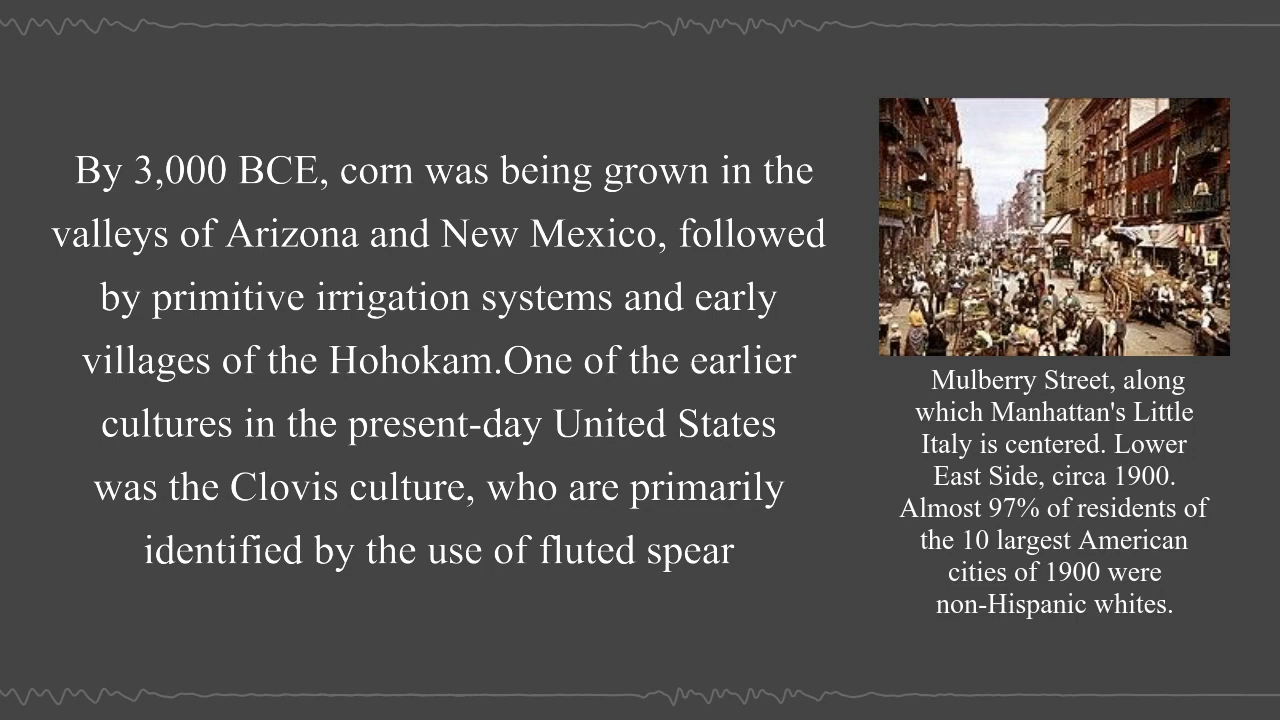 By 3,000 BCE, corn was being grown in the
valleys of Arizona and New Mexico, followed
by primitive irrigation systems and early
villages of the Hohokam.One of the earlier
cultures in the present-day United States
was the Clovis culture, who are primarily
identified by the use of fluted spear
Mulberry Street, along
which Manhattan's Little
Italy is centered. Lower
East Side, circa 1900.
Almost 97% of residents of
the 10 largest American
cities of 1900 were
non-Hispanic whites.